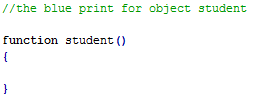 //the blue print for object student
function student()
{
}